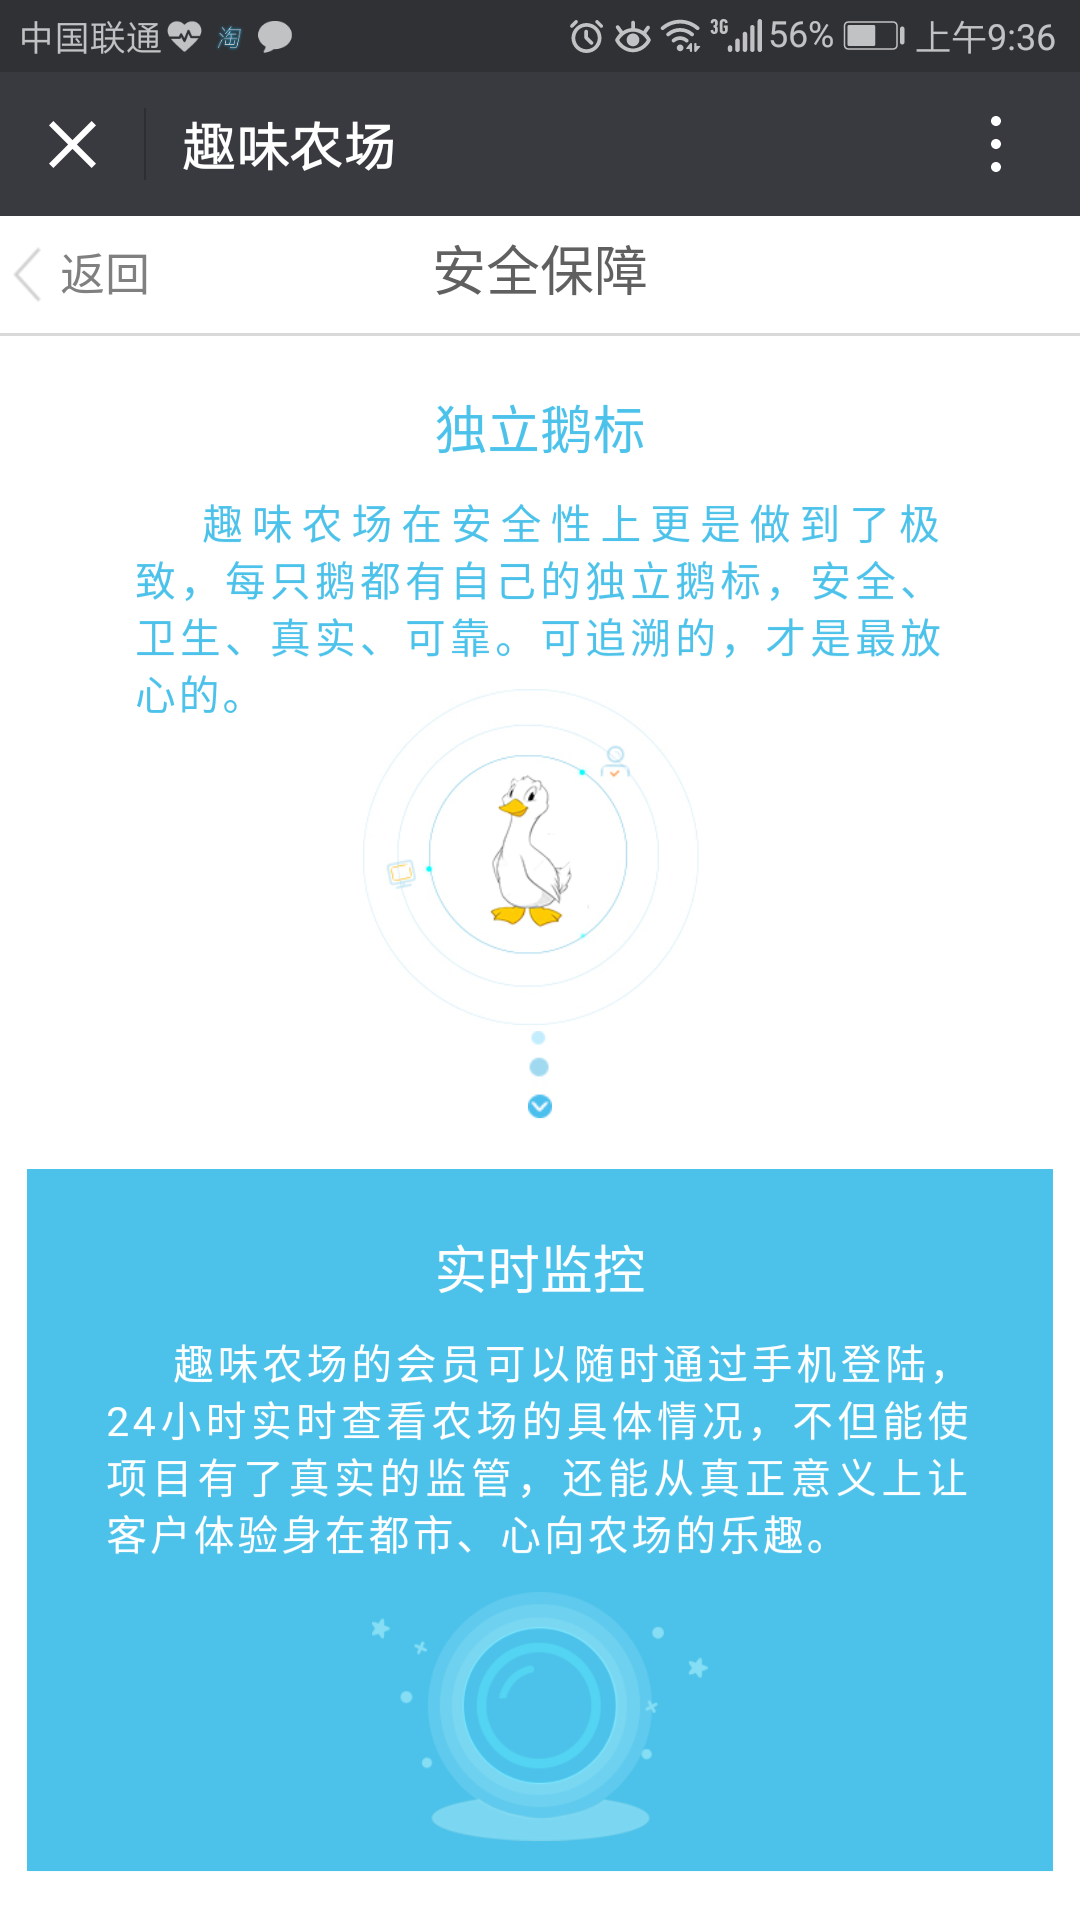 中国联通 淘 3G 56% 上午9:36
趣味农场
返回 安全保障
独立鹅标
趣味农场在安全性上更是做到了极
致，每只鹅都有自己的独立鹅标，安全、
卫生、真实、可靠。可追溯的，才是最放
心的。
实时监控
趣味农场的会员可以随时通过手机登陆，
24小时实时查看农场的具体情况，不但能使
项目有了真实的监管，还能从真正意义上让
客户体验身在都市、心向农场的乐趣。